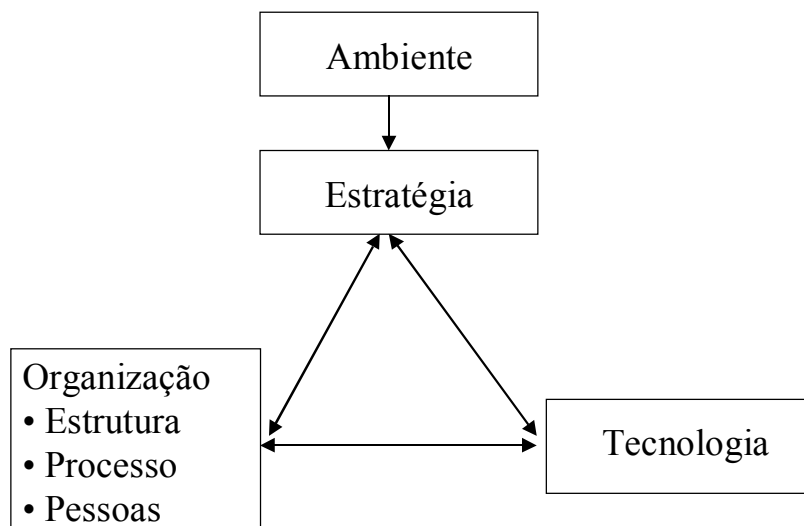 Ambiente
Estratégia
Organização
• Estrutura
• Processo
• Pessoas
Tecnologia